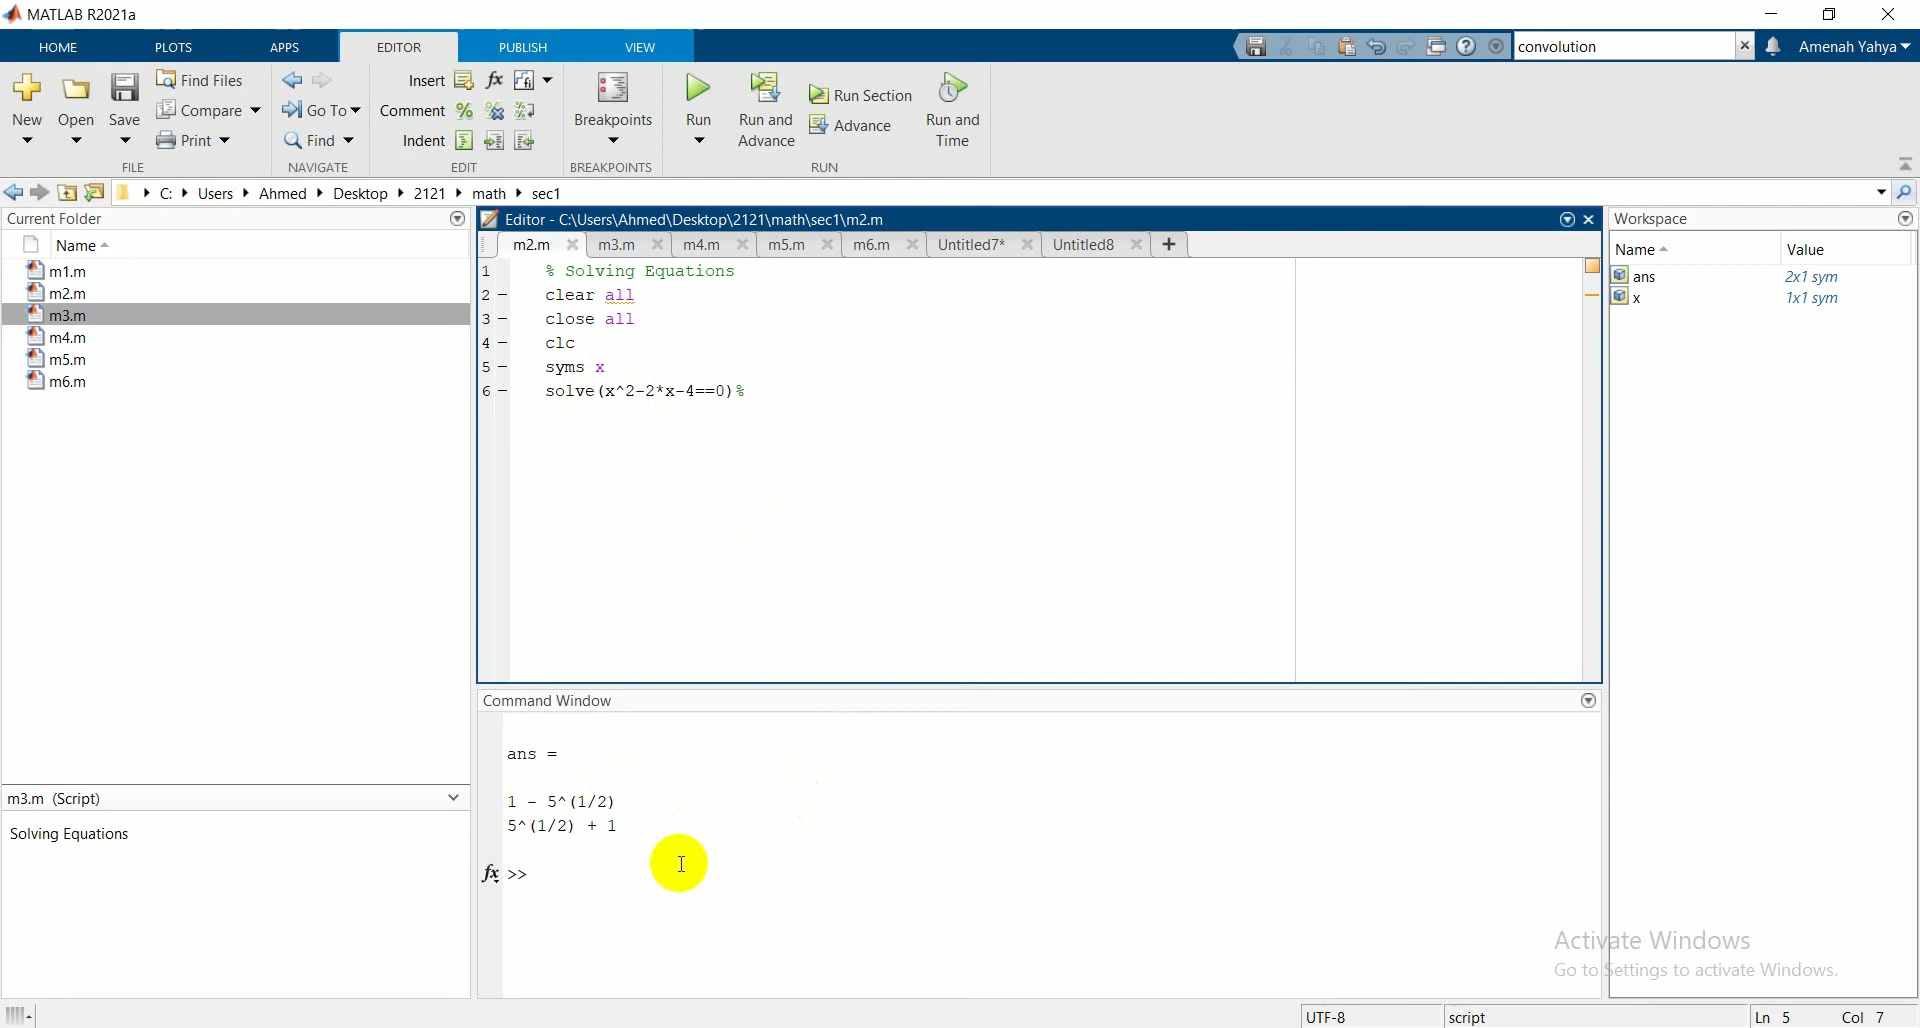 MATLAB R2021a
HOME PLOTS APPS EDITOR PUBLISH VIEW
convolution
Amenah Yahya
New
Open
Save
Find Files
Compare
Print
FILE
Go To
Find
NAVIGATE
Insert fx
Comment
Indent
EDIT
Breakpoints
BREAKPOINTS
Run
Run and Advance
Run Section
Advance
Run and Time
RUN
C: Users Ahmed Desktop 2121 math sec1
Current Folder
Name
m1.m
m2.m
m3.m
m4.m
m5.m
m6.m
m3.m (Script)
Solving Equations
Editor - C:\Users\Ahmed\Desktop\2121\math\sec1\m2.m
m2.m m3.m m4.m m5.m m6.m Untitled7* Untitled8 +
1 % Solving Equations
2 - clear all
3 - close all
4 - clc
5 - syms x
6 - solve(x^2-2*x-4==0)%
Command Window
ans =
1 - 5^(1/2)
5^(1/2) + 1
fx >>
Workspace
Name Value
ans 2x1 sym
x 1x1 sym
Activate Windows
Go to Settings to activate Windows.
UTF-8 script Ln 5 Col 7